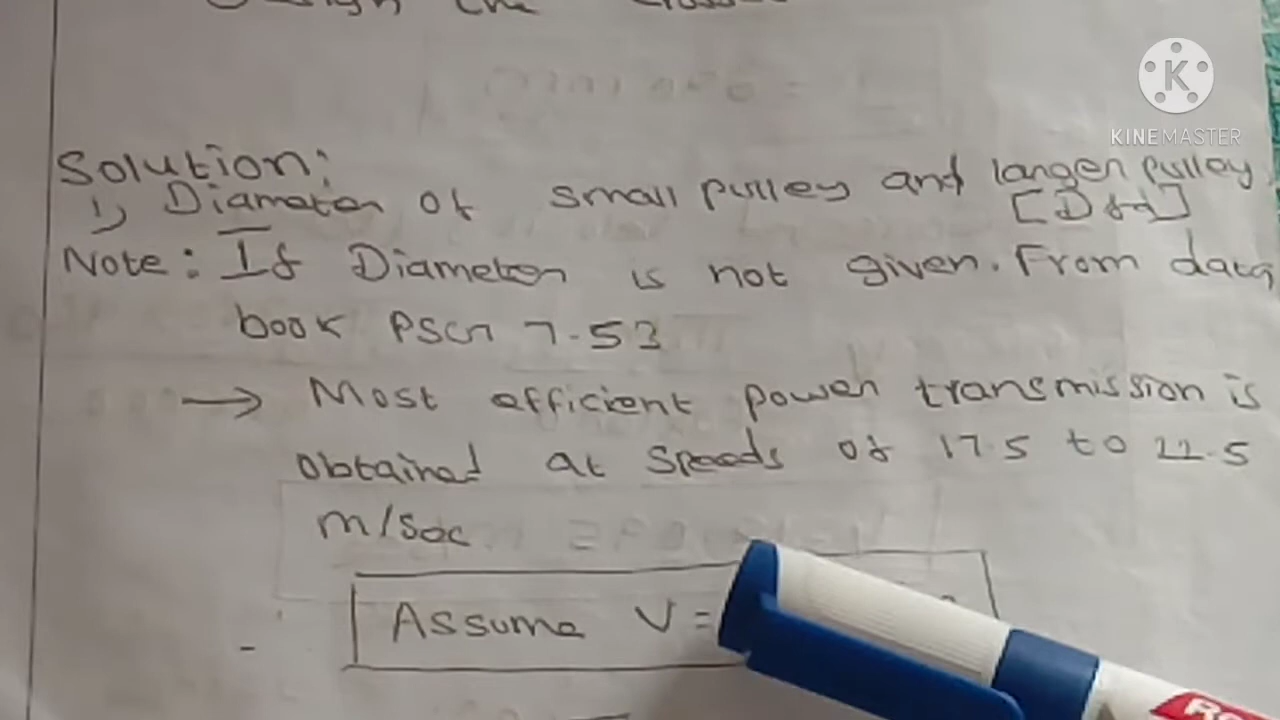 Design the
KINEMASTER
Solution:
1) Diameter of small pulley and larger pulley
[D & d]
Note: If Diameter is not given. From data
book PSG 7.53
→ Most efficient power transmission is
obtained at speeds of 17.5 to 22.5
m/sec
Assume V =